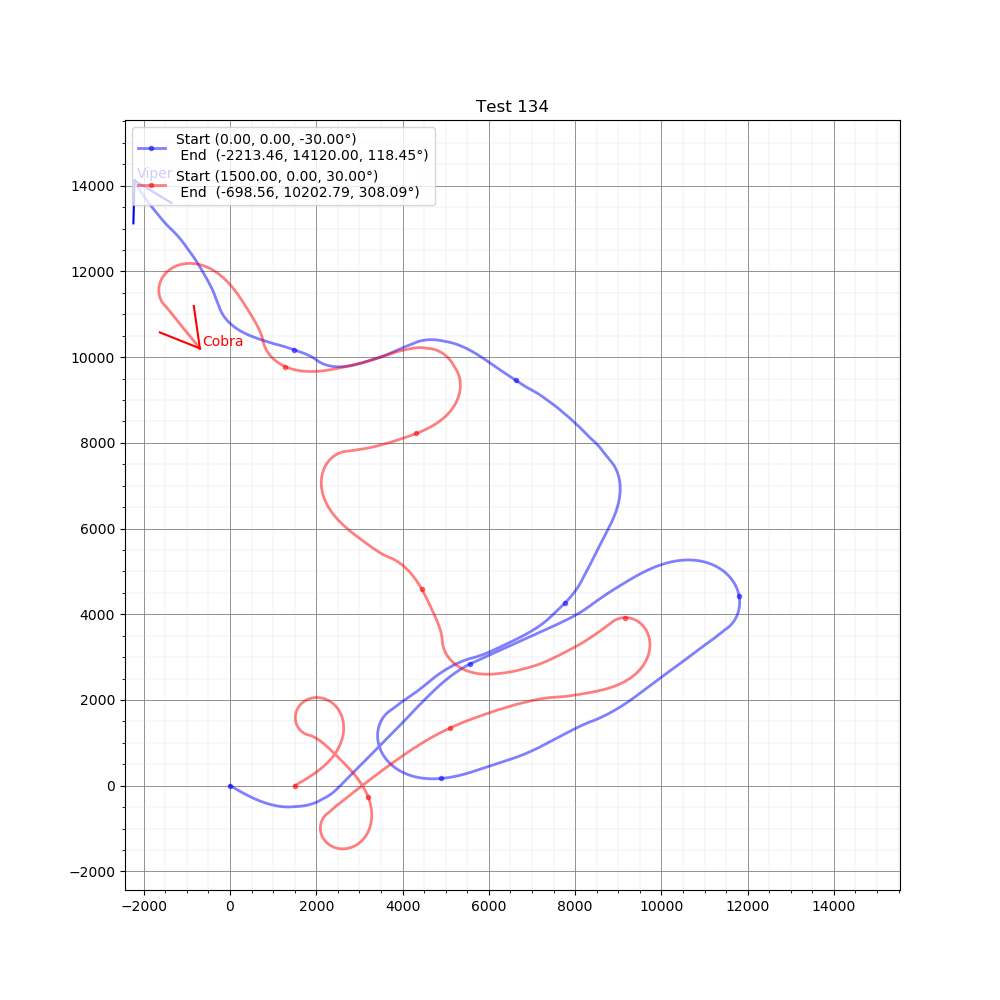 Test 134
Start (0.00, 0.00, -30.00°)
End  (-2213.46, 14120.00, 118.45°)
Start (1500.00, 0.00, 30.00°)
End  (-698.56, 10202.79, 308.09°)
Viper
Cobra
14000
12000
10000
8000
6000
4000
2000
0
−2000
−2000 0 2000 4000 6000 8000 10000 12000 14000